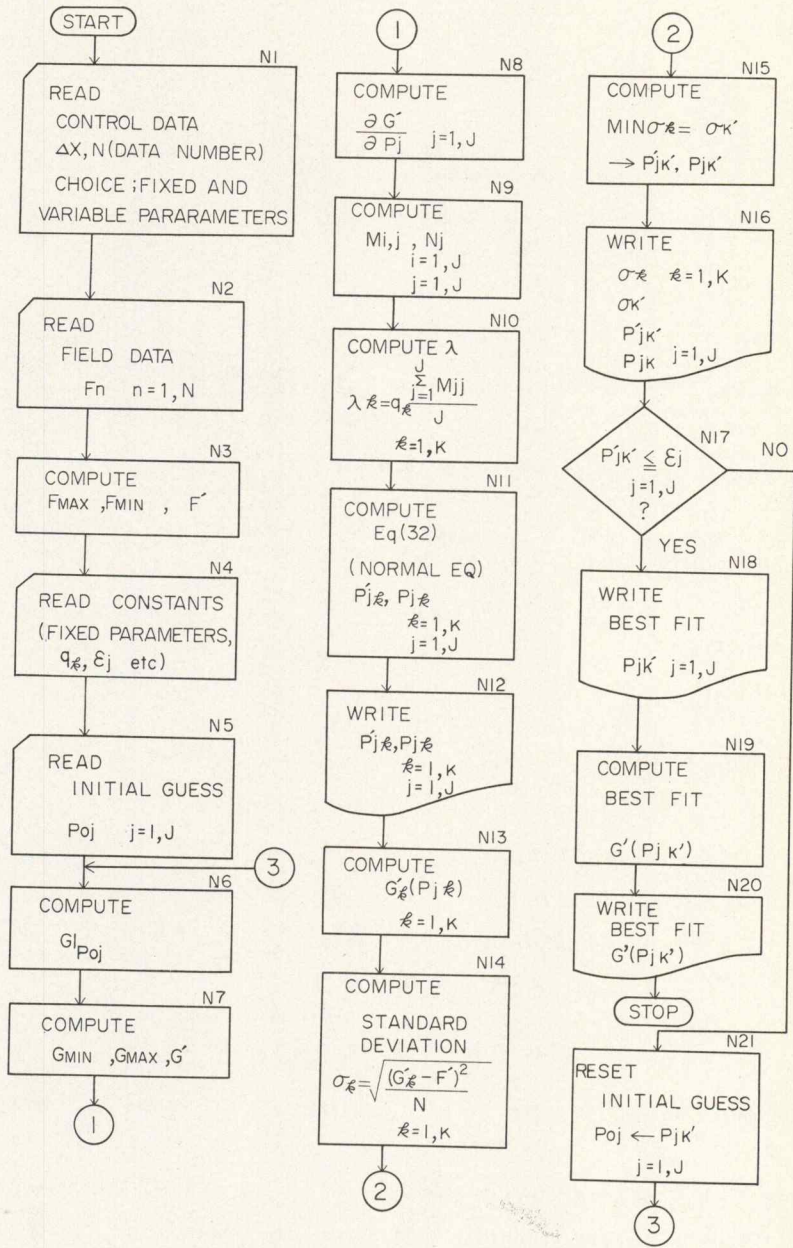 START
N1
READ
CONTROL DATA
ΔX, N(DATA NUMBER)
CHOICE ; FIXED AND
VARIABLE PARARAMETERS
N2
READ
FIELD DATA
Fn n = 1, N
N3
COMPUTE
FMAX , FMIN , F′
N4
READ CONSTANTS
(FIXED PARAMETERS,
qk, εj etc)
N5
READ
INITIAL GUESS
Poj j=1, J
3
N6
COMPUTE
G|Poj
N7
COMPUTE
GMIN , GMAX , G′
1
1
N8
COMPUTE
∂G′/∂Pj j=1, J
N9
COMPUTE
Mi,j , Nj
i = 1, J
j = 1, J
N10
COMPUTE λ
λk = qk Σ j=1 J Mjj / J
k=1, K
N11
COMPUTE
Eq(32)
(NORMAL EQ)
P′jk, Pjk
k = 1, K
j = 1, J
N12
WRITE
P′jk, Pjk
k = 1, K
j = 1, J
N13
COMPUTE
G′k(Pjk)
k = 1, K
N14
COMPUTE
STANDARD
DEVIATION
σk = √(G′k − F′)² / N
k = 1, K
2
2
N15
COMPUTE
MINσk = σK′
→ P′jK′, PjK′
N16
WRITE
σk k=1, K
σK′
P′jK′
Pjk j=1, J
N17
P′jK′ ≦ εj
j=1, J
?
NO
YES
N18
WRITE
BEST FIT
PjK′ j=1, J
N19
COMPUTE
BEST FIT
G′(PjK′)
N20
WRITE
BEST FIT
G′(PjK′)
STOP
N21
RESET
INITIAL GUESS
Poj ← PjK′
j=1, J
3